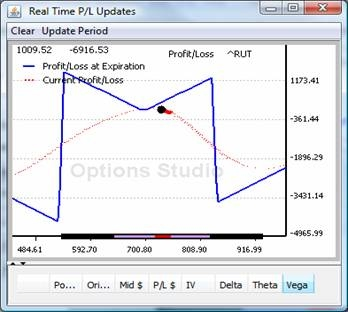 Real Time P/L Updates
Clear Update Period
1009.52 -6916.53 Profit/Loss ^RUT
Profit/Loss at Expiration
Current Profit/Loss
1173.41
-361.44
-1896.29
-3431.14
-4965.99
Options Studio
484.61 592.70 700.80 808.90 916.99
Po... Ori... Mid $ P/L $ IV Delta Theta Vega